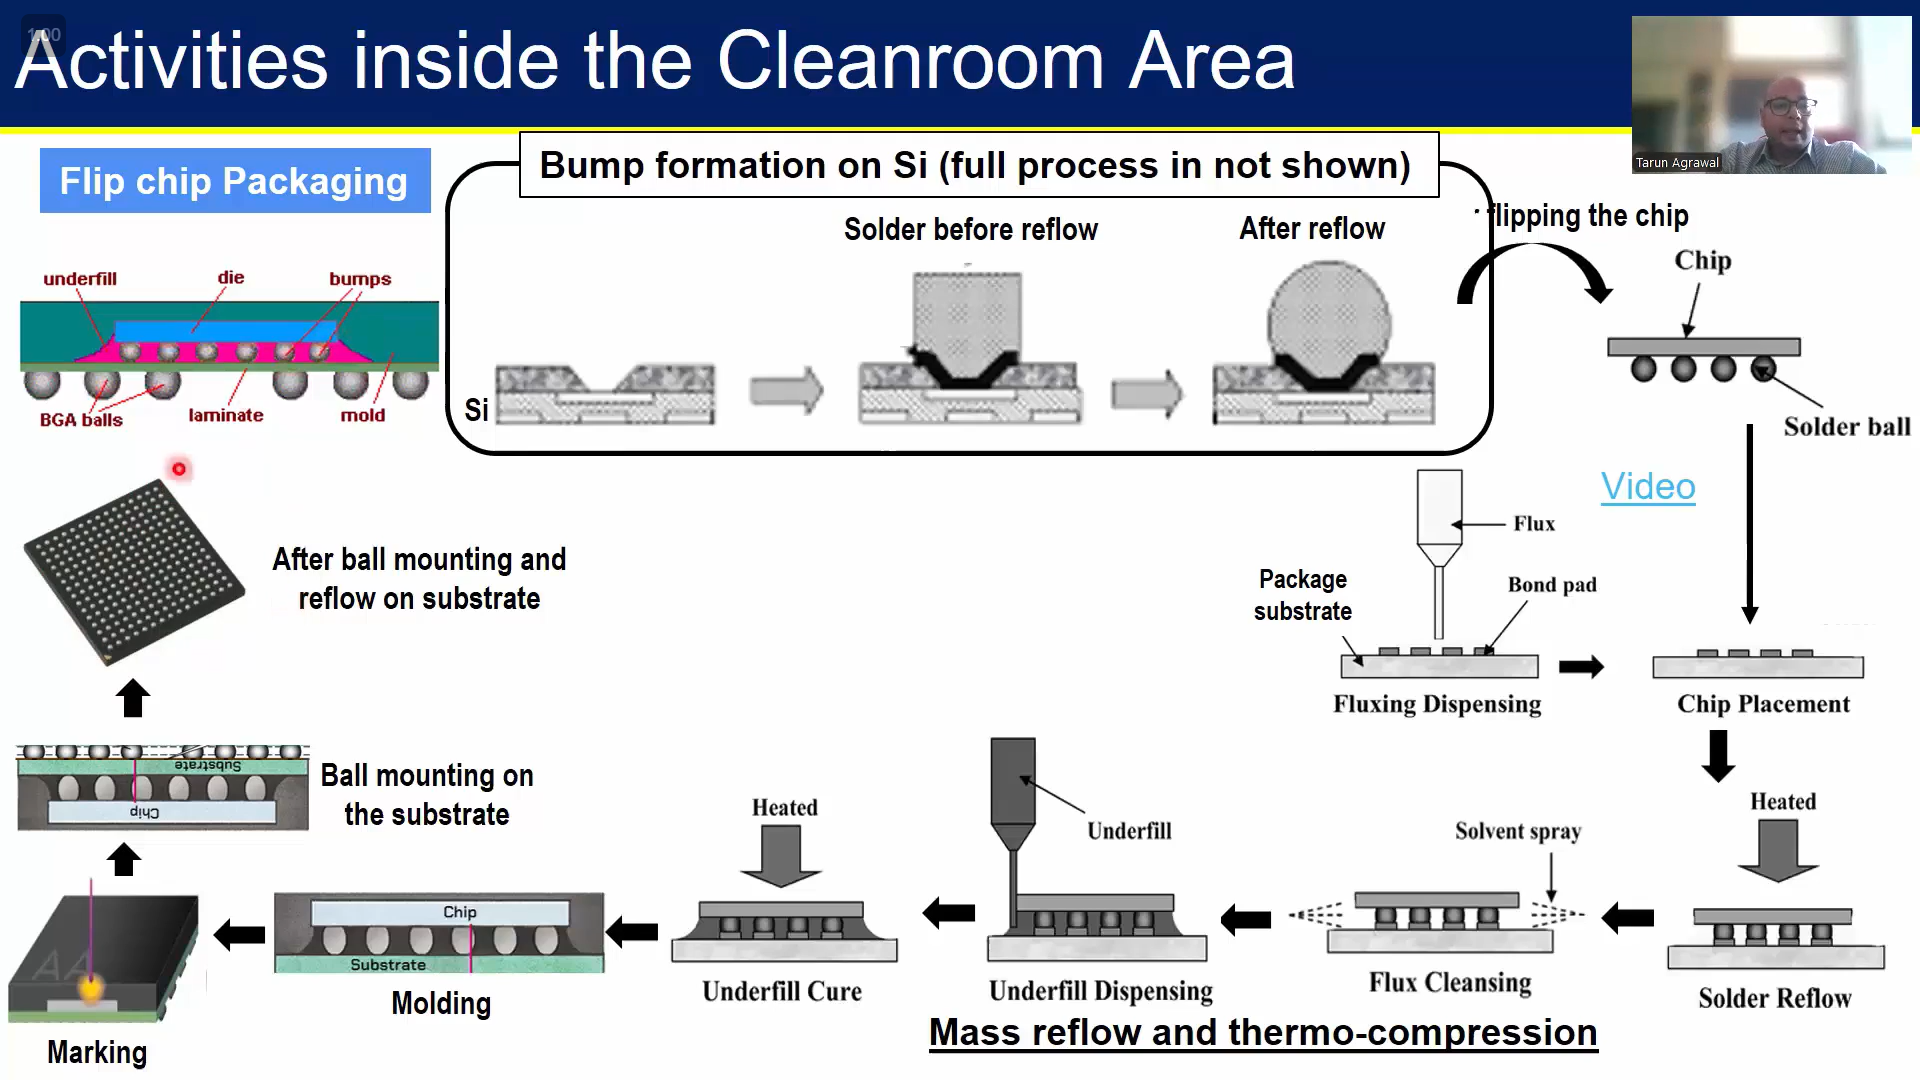 1:00
Activities inside the Cleanroom Area
Tarun Agrawal
Flip chip Packaging
Bump formation on Si (full process in not shown)
Solder before reflow
After reflow
flipping the chip
underfill
die
bumps
BGA balls
laminate
mold
Si
Chip
Solder ball
Video
Flux
Package
substrate
Bond pad
Fluxing Dispensing
Chip Placement
After ball mounting and
reflow on substrate
Substrate
Chip
Ball mounting on
the substrate
Heated
Underfill
Solvent spray
Heated
Chip
Substrate
Molding
Underfill Cure
Underfill Dispensing
Flux Cleansing
Solder Reflow
Mass reflow and thermo-compression
AA
Marking